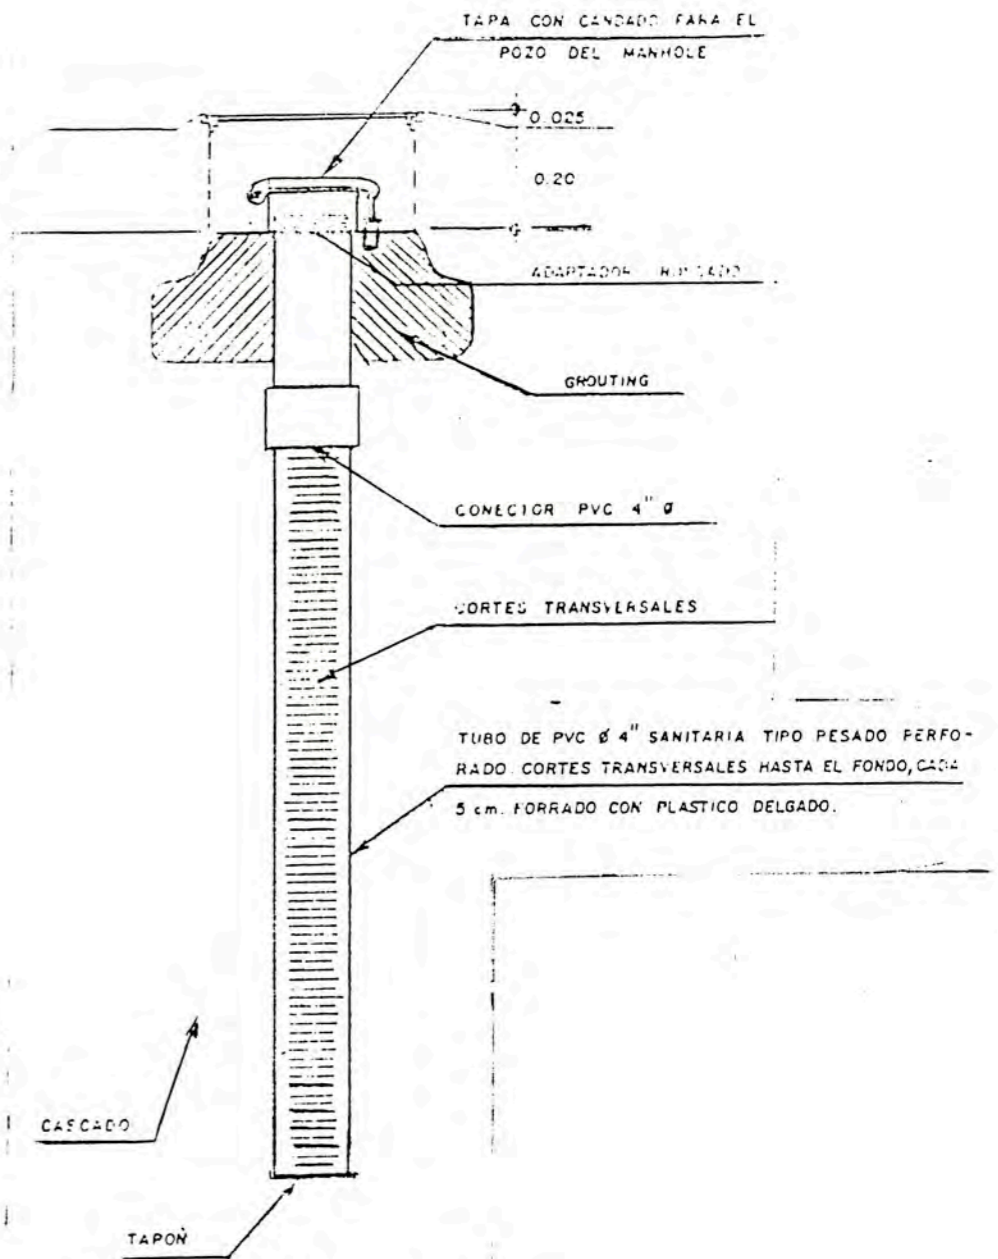 TAPA CON CANDADO FARA EL
POZO DEL MANHOLE
0.025
0.20
ADAPTADOR
GROUTING
CONECTOR PVC 4" Ø
CORTES TRANSVERSALES
TUBO DE PVC Ø 4" SANITARIA TIPO PESADO PERFO-
RADO. CORTES TRANSVERSALES HASTA EL FONDO, CADA
5 cm. FORRADO CON PLASTICO DELGADO.
CASCADO
TAPON